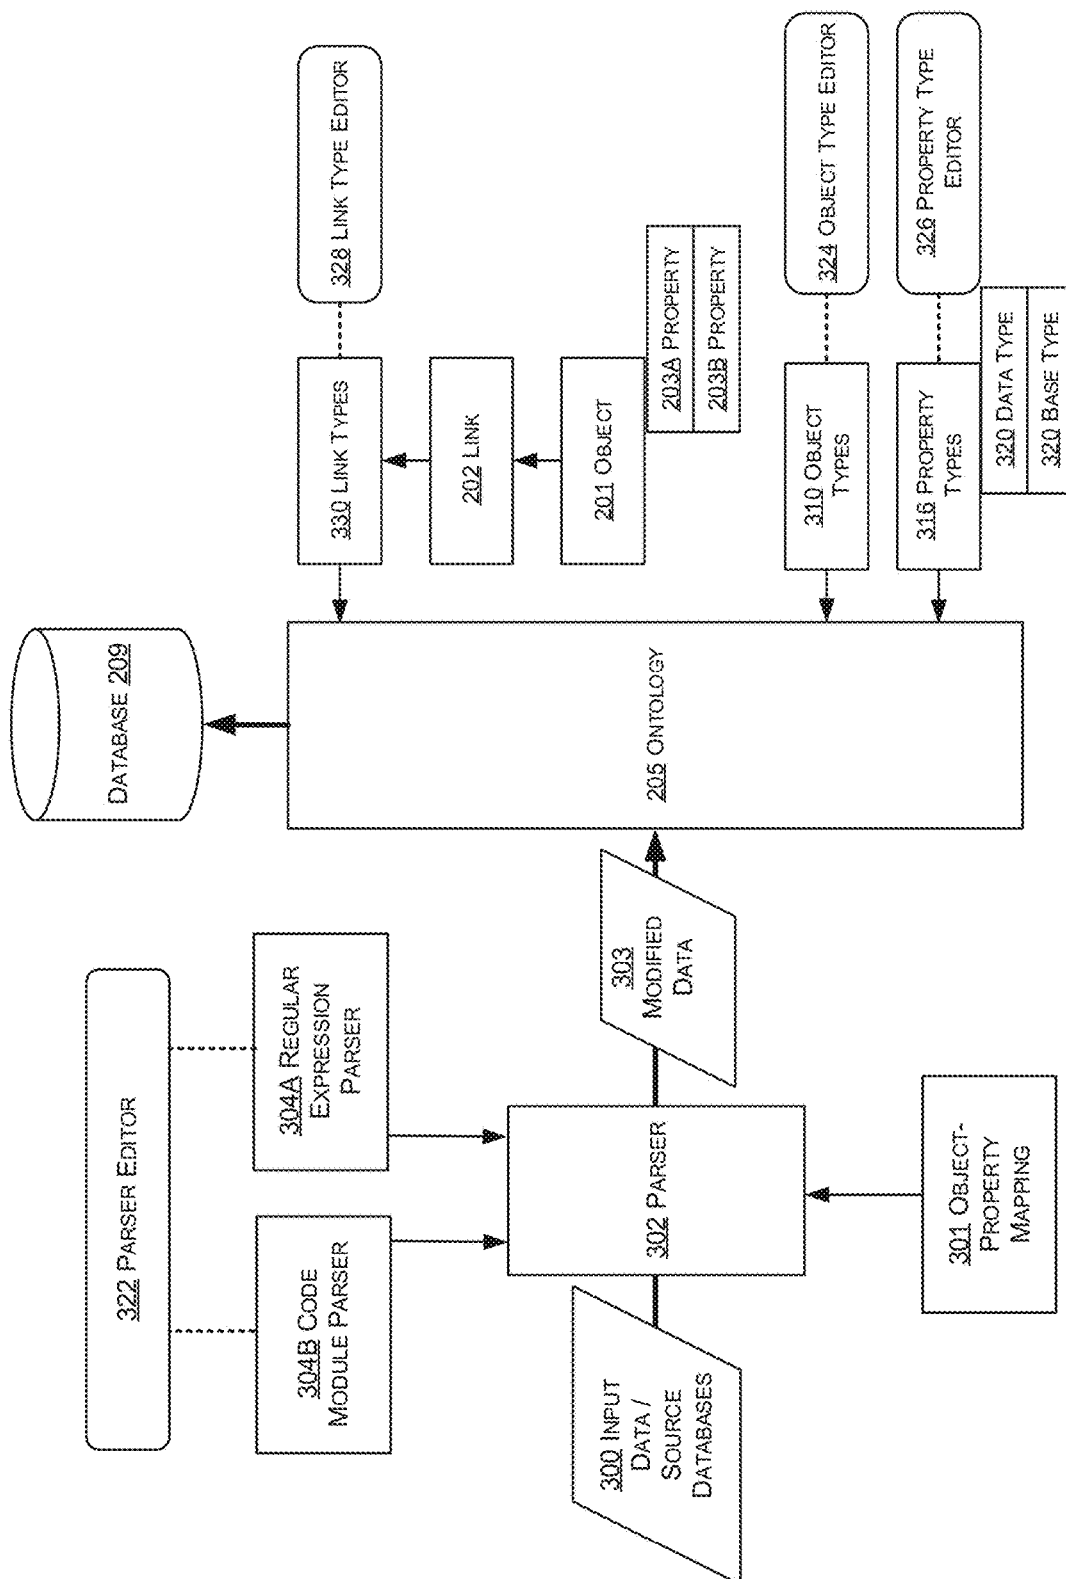 322 PARSER EDITOR
304B CODE
MODULE PARSER
304A REGULAR
EXPRESSION
PARSER
300 INPUT
DATA /
SOURCE
DATABASES
302 PARSER
301 OBJECT-
PROPERTY
MAPPING
303
MODIFIED
DATA
DATABASE 209
205 ONTOLOGY
330 LINK TYPES
328 LINK TYPE EDITOR
202 LINK
201 OBJECT
203A PROPERTY
203B PROPERTY
310 OBJECT
TYPES
324 OBJECT TYPE EDITOR
316 PROPERTY
TYPES
326 PROPERTY TYPE
EDITOR
320 DATA TYPE
320 BASE TYPE